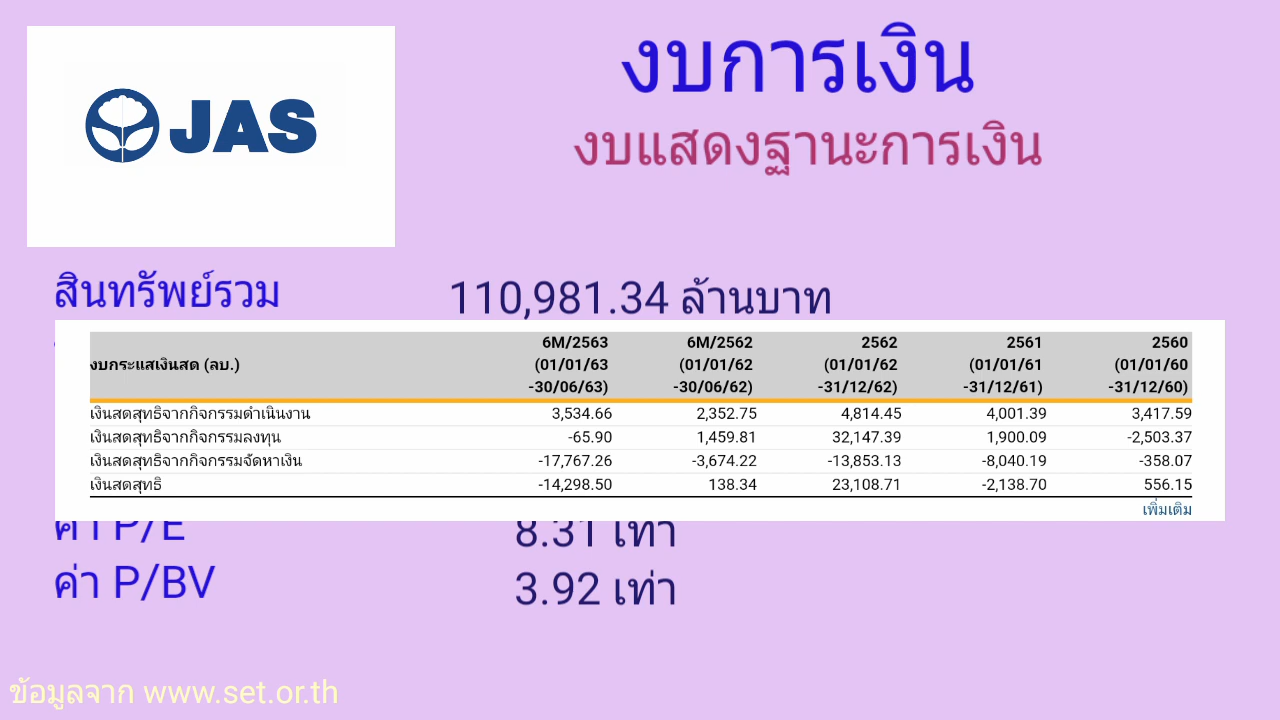 JAS
งบการเงิน
งบแสดงฐานะการเงิน
สินทรัพย์รวม 110,981.34 ล้านบาท
งบกระแสเงินสด (ลบ.) 6M/2563 (01/01/63 -30/06/63) 6M/2562 (01/01/62 -30/06/62) 2562 (01/01/62 -31/12/62) 2561 (01/01/61 -31/12/61) 2560 (01/01/60 -31/12/60)
เงินสดสุทธิจากกิจกรรมดำเนินงาน 3,534.66 2,352.75 4,814.45 4,001.39 3,417.59
เงินสดสุทธิจากกิจกรรมลงทุน -65.90 1,459.81 32,147.39 1,900.09 -2,503.37
เงินสดสุทธิจากกิจกรรมจัดหาเงิน -17,767.26 -3,674.22 -13,853.13 -8,040.19 -358.07
เงินสดสุทธิ -14,298.50 138.34 23,108.71 -2,138.70 556.15
เพิ่มเติม
ค่า P/E 8.31 เท่า
ค่า P/BV 3.92 เท่า
ข้อมูลจาก www.set.or.th